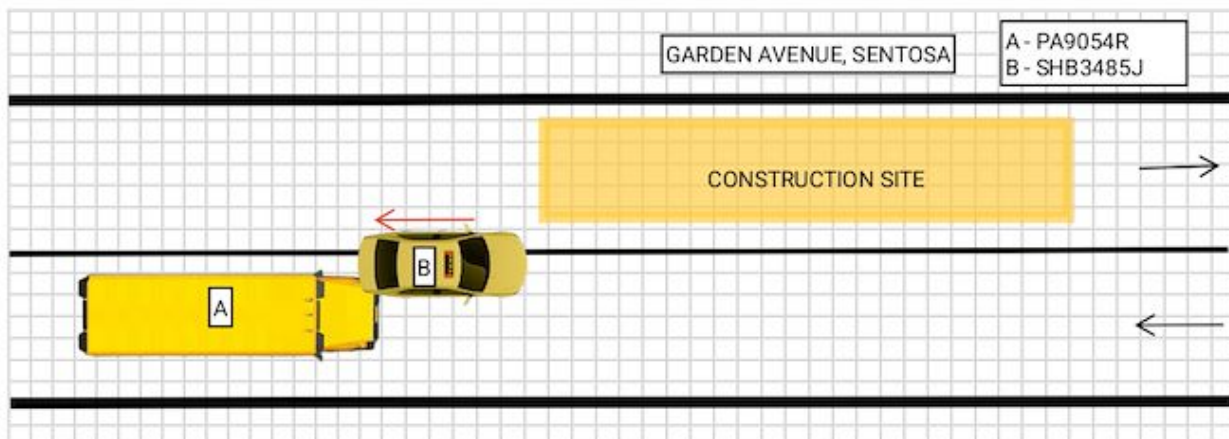 GARDEN AVENUE, SENTOSA
A - PA9054R
B - SHB3485J
CONSTRUCTION SITE
B
A